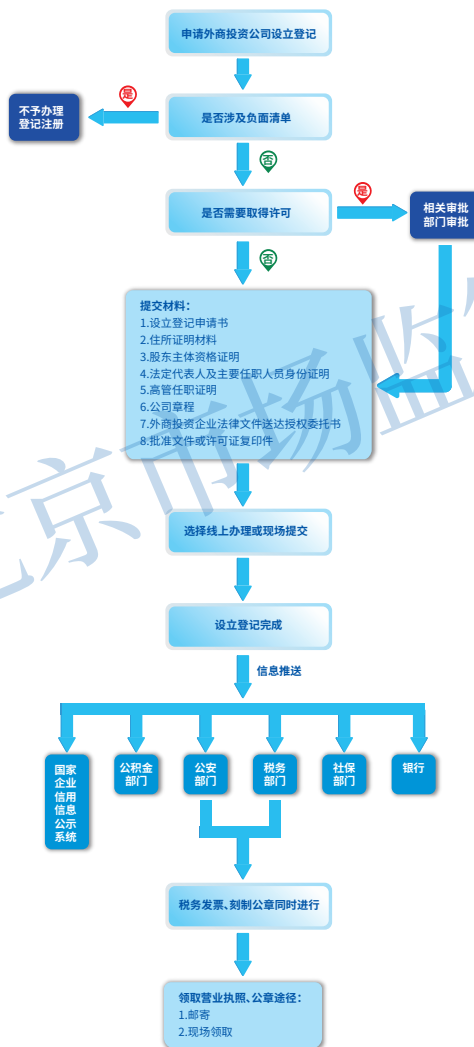 申请外商投资公司设立登记
是
不予办理
登记注册
是否涉及负面清单
否
是
是否需要取得许可
相关审批
部门审批
否
提交材料：
1.设立登记申请书
2.住所证明材料
3.股东主体资格证明
4.法定代表人及主要任职人员身份证明
5.高管任职证明
6.公司章程
7.外商投资企业法律文件送达授权委托书
8.批准文件或许可证复印件
选择线上办理或现场提交
设立登记完成
信息推送
国家
企业
信用
信息
公示
系统
公积金
部门
公安
部门
税务
部门
社保
部门
银行
税务发票、刻制公章同时进行
领取营业执照、公章途径：
1.邮寄
2.现场领取
京市场监